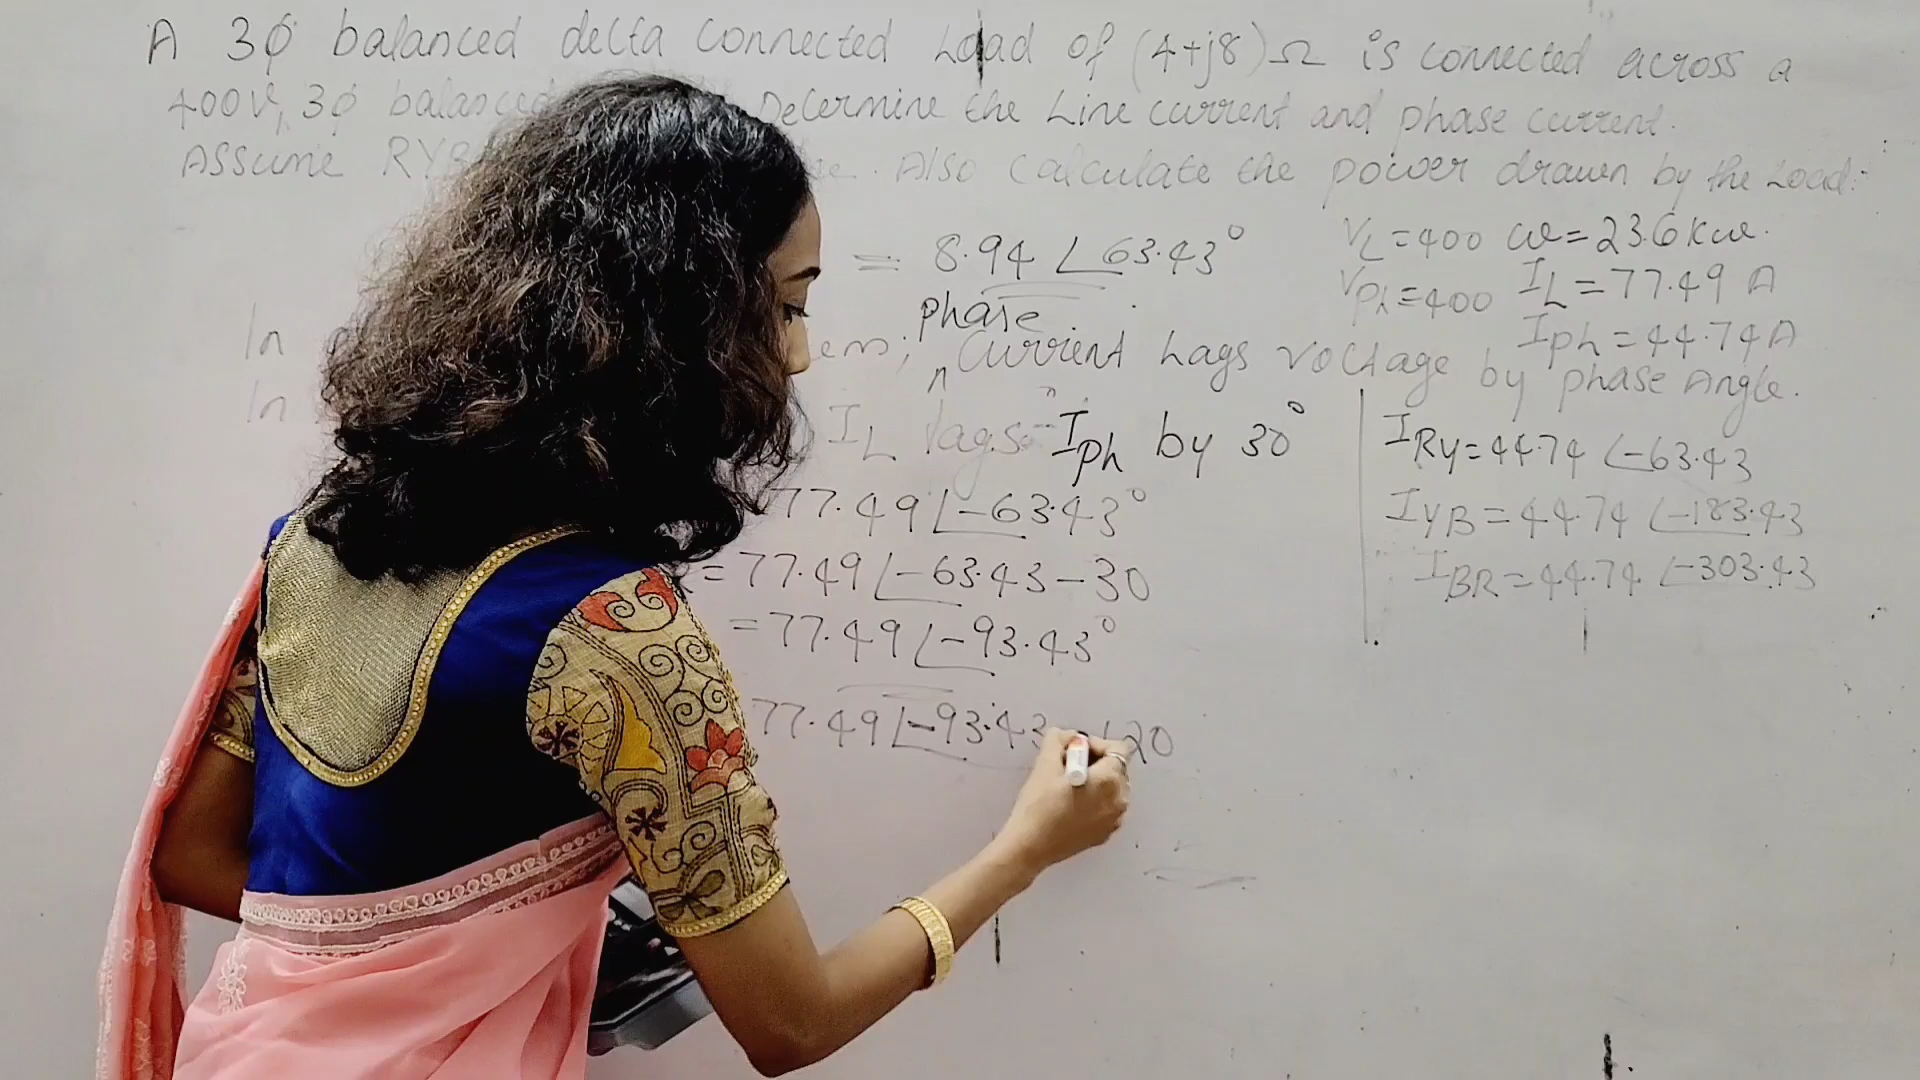 A 3φ balanced delta connected Load of (4+j8)Ω is connected across a
400V, 3φ balanced Determine the Line current and phase current.
Assume RYB Also calculate the power drawn by the Load:-
= 8.94 ∠63.43°
VL=400 W=23.6kw.
Vph=400 IL=77.49 A
Iph=44.74A
phase
In ; ^ Current Lags voltage by phase Angle.
In IL lags Iph by 30°
77.49∠-63.43°
=77.49∠-63.43-30
=77.49∠-93.43°
77.49∠-93.43 120
IRY=44.74 ∠-63.43
IYB=44.74 ∠-183.43
IBR=44.74 ∠-303.43